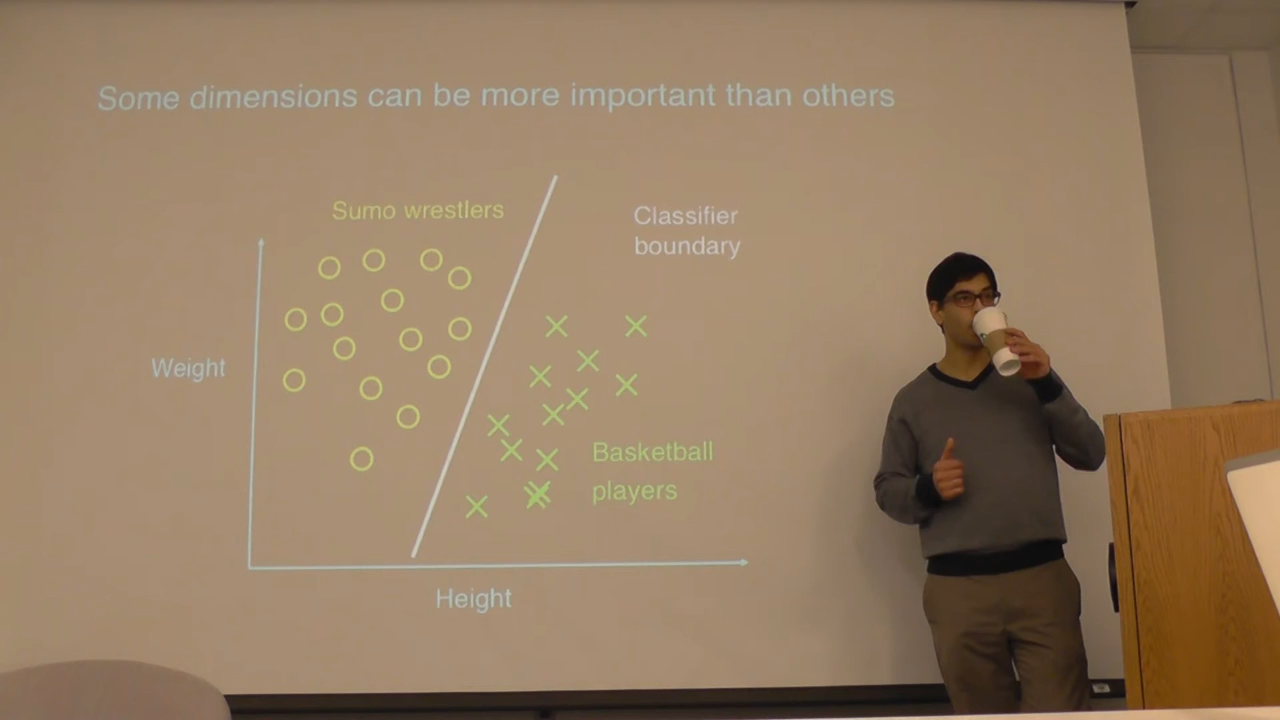 Some dimensions can be more important than others
Sumo wrestlers
Classifier
boundary
Weight
Basketball
players
Height